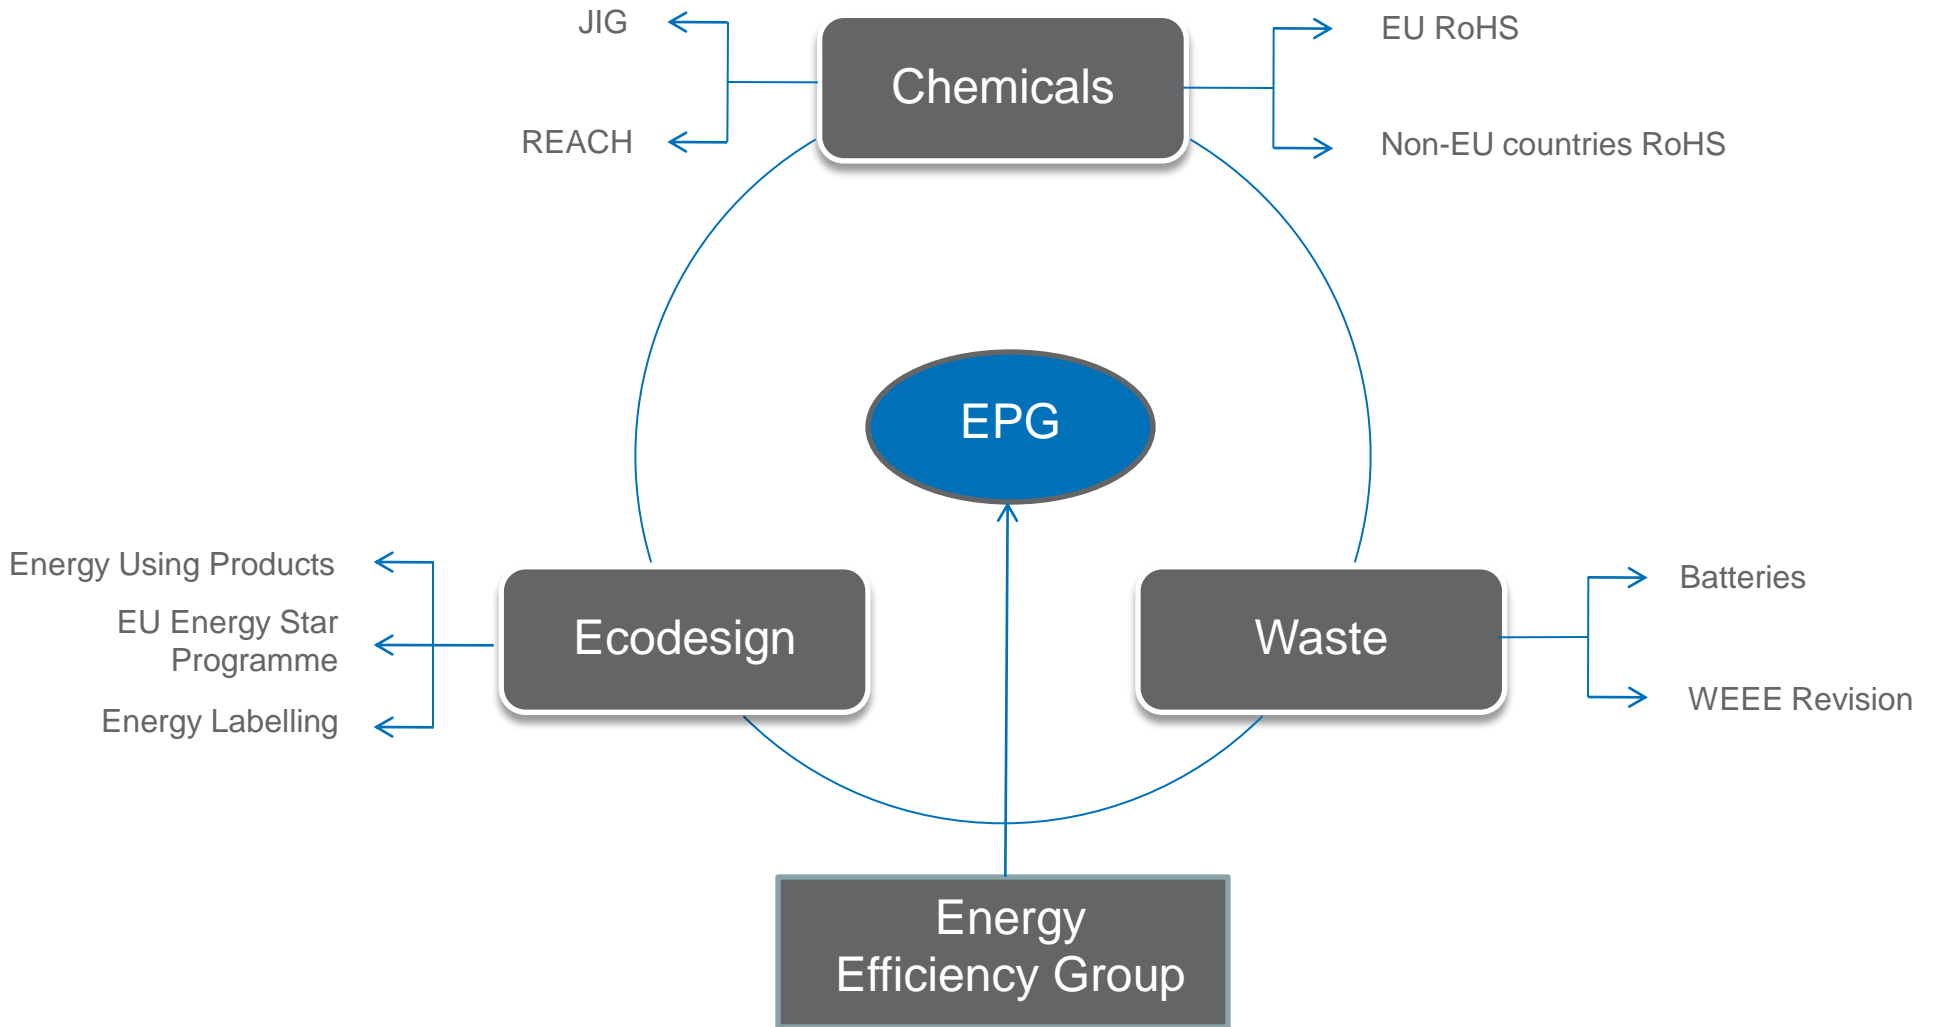 JIG
EU RoHS
Chemicals
REACH
Non-EU countries RoHS
EPG
Energy Using Products
EU Energy Star
Programme
Energy Labelling
Ecodesign
Waste
Batteries
WEEE Revision
Energy
Efficiency Group